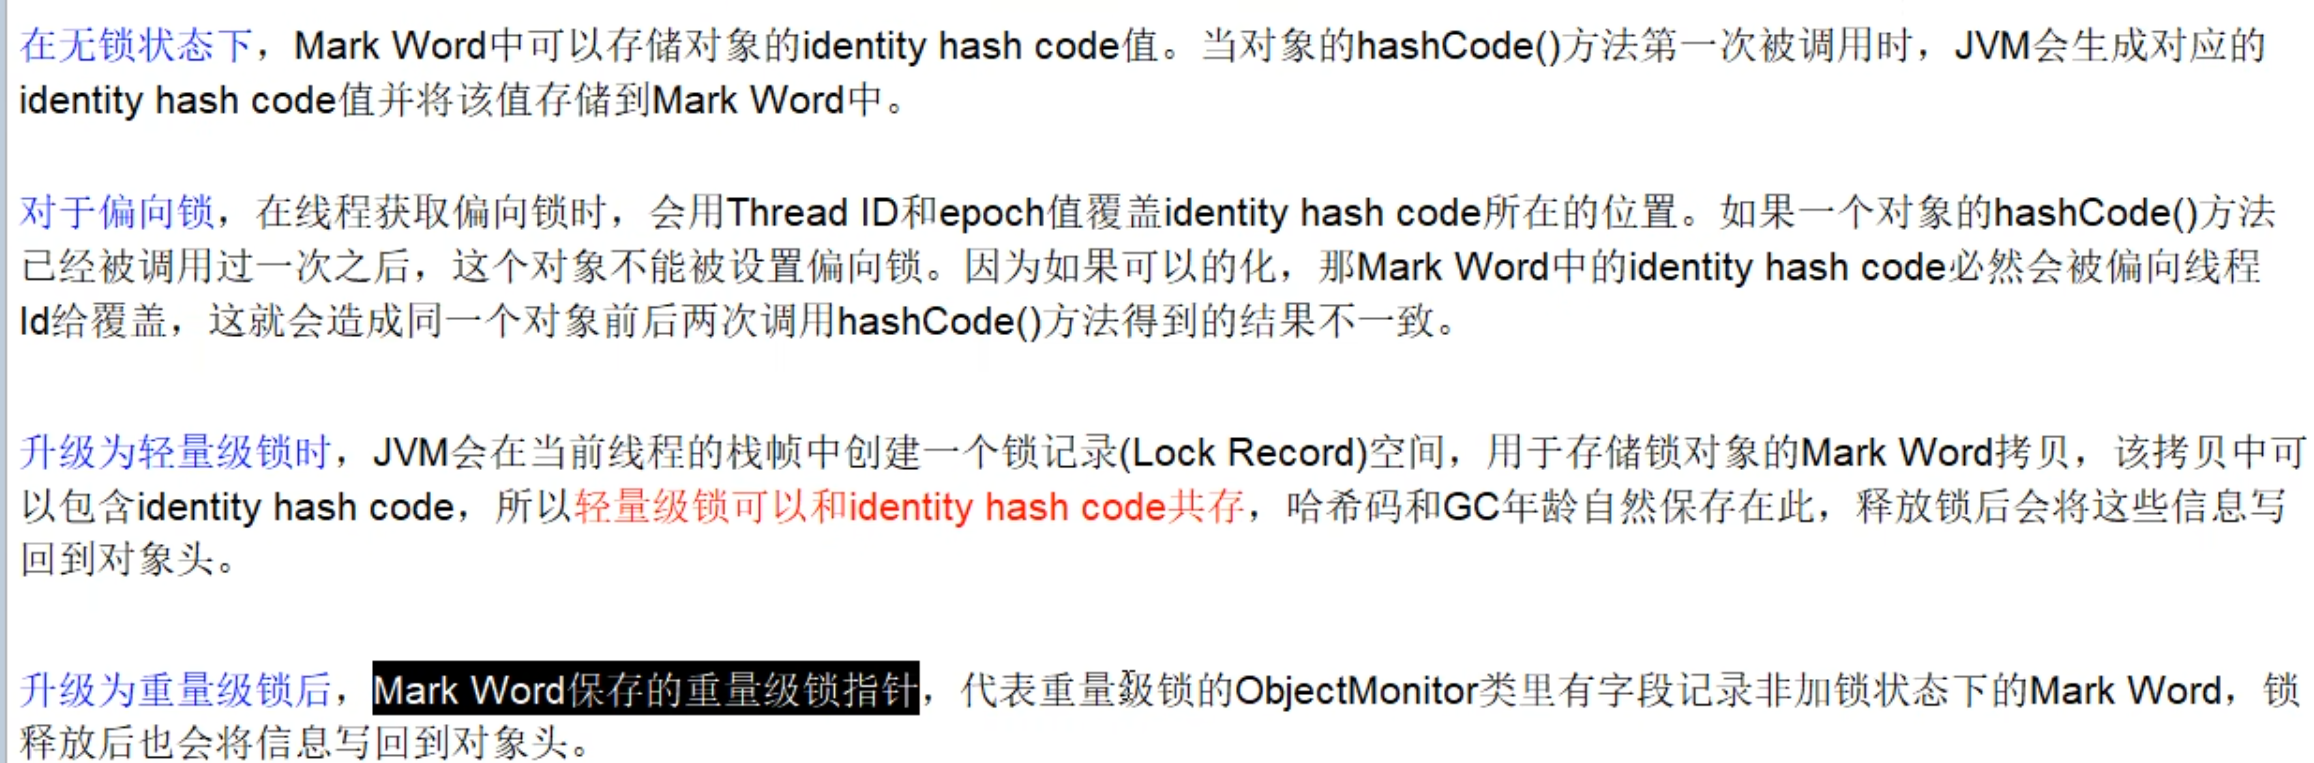 在无锁状态下，Mark Word中可以存储对象的identity hash code值。当对象的hashCode()方法第一次被调用时，JVM会生成对应的
identity hash code值并将该值存储到Mark Word中。
对于偏向锁，在线程获取偏向锁时，会用Thread ID和epoch值覆盖identity hash code所在的位置。如果一个对象的hashCode()方法
已经被调用过一次之后，这个对象不能被设置偏向锁。因为如果可以的化，那Mark Word中的identity hash code必然会被偏向线程
Id给覆盖，这就会造成同一个对象前后两次调用hashCode()方法得到的结果不一致。
升级为轻量级锁时，JVM会在当前线程的栈帧中创建一个锁记录(Lock Record)空间，用于存储锁对象的Mark Word拷贝，该拷贝中可
以包含identity hash code，所以轻量级锁可以和identity hash code共存，哈希码和GC年龄自然保存在此，释放锁后会将这些信息写
回到对象头。
升级为重量级锁后，Mark Word保存的重量级锁指针，代表重量级锁的ObjectMonitor类里有字段记录非加锁状态下的Mark Word，锁
释放后也会将信息写回到对象头。